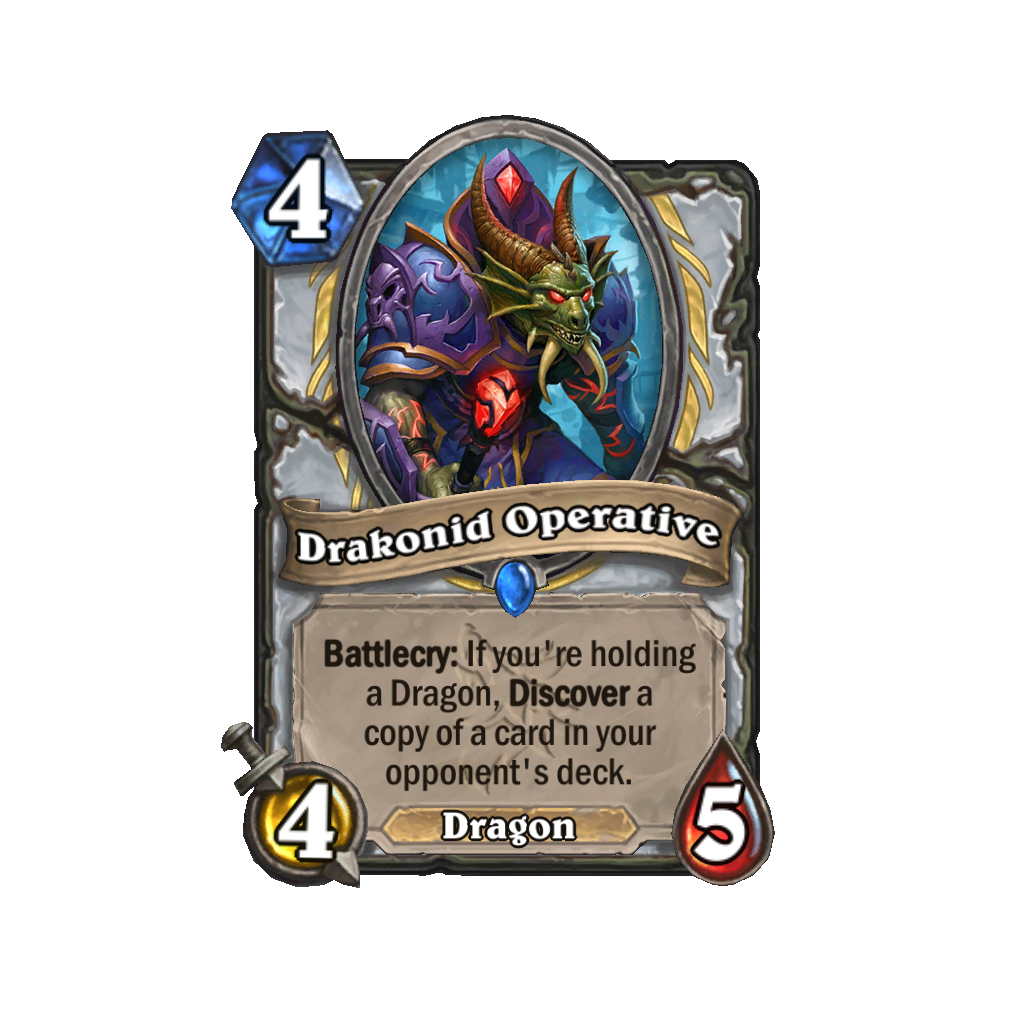 4
Drakonid Operative
Battlecry: If you're holding
a Dragon, Discover a
copy of a card in your
opponent's deck.
4
Dragon
5